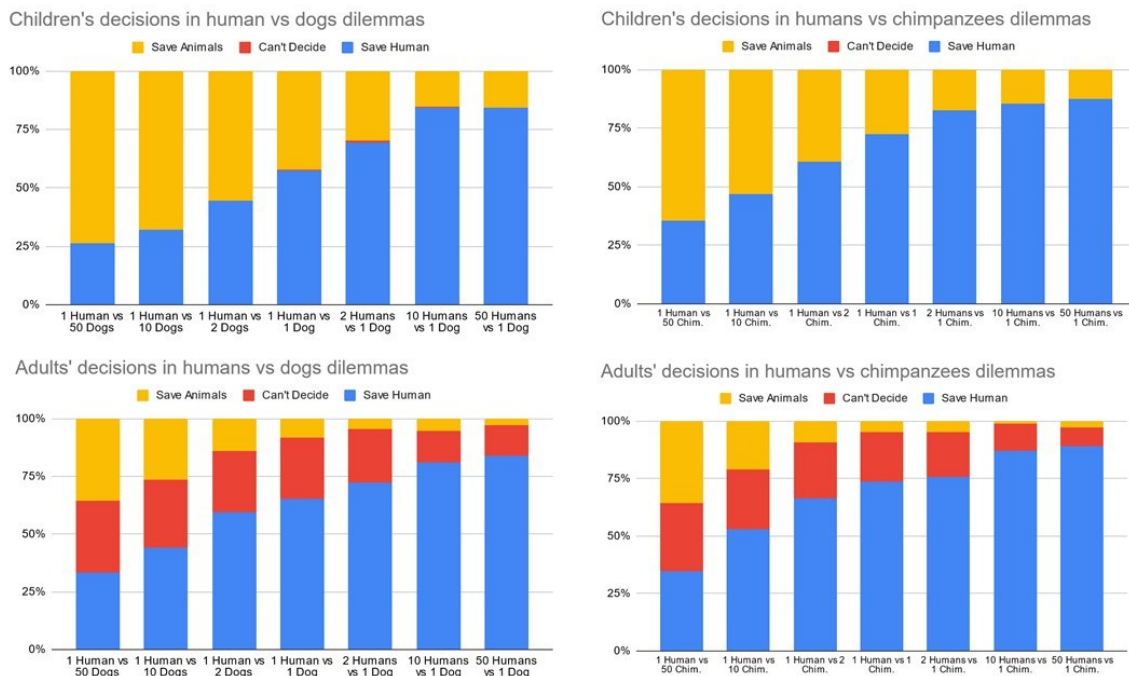 Children's decisions in human vs dogs dilemmas
Save Animals Can't Decide Save Human
100%
75%
50%
25%
0%
1 Human vs 50 Dogs
1 Human vs 10 Dogs
1 Human vs 2 Dogs
1 Human vs 1 Dog
2 Humans vs 1 Dog
10 Humans vs 1 Dog
50 Humans vs 1 Dog
Children's decisions in humans vs chimpanzees dilemmas
Save Animals Can't Decide Save Human
100%
75%
50%
25%
0%
1 Human vs 50 Chim.
1 Human vs 10 Chim.
1 Human vs 2 Chim.
1 Human vs 1 Chim.
2 Humans vs 1 Chim.
10 Humans vs 1 Chim.
50 Humans vs 1 Chim.
Adults' decisions in humans vs dogs dilemmas
Save Animals Can't Decide Save Human
100%
75%
50%
25%
0%
1 Human vs 50 Dogs
1 Human vs 10 Dogs
1 Human vs 2 Dogs
1 Human vs 1 Dog
2 Humans vs 1 Dog
10 Humans vs 1 Dog
50 Humans vs 1 Dog
Adults' decisions in humans vs chimpanzees dilemmas
Save Animals Can't Decide Save Human
100%
75%
50%
25%
0%
1 Human vs 50 Chim.
1 Human vs 10 Chim.
1 Human vs 2 Chim.
1 Human vs 1 Chim.
2 Humans vs 1 Chim.
10 Humans vs 1 Chim.
50 Humans vs 1 Chim.